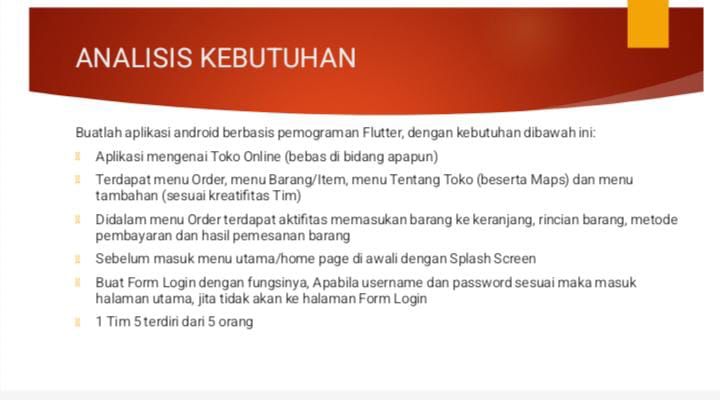 ANALISIS KEBUTUHAN
Buatlah aplikasi android berbasis pemograman Flutter, dengan kebutuhan dibawah ini:
Aplikasi mengenai Toko Online (bebas di bidang apapun)
Terdapat menu Order, menu Barang/Item, menu Tentang Toko (beserta Maps) dan menu
tambahan (sesuai kreatifitas Tim)
Didalam menu Order terdapat aktifitas memasukan barang ke keranjang, rincian barang, metode
pembayaran dan hasil pemesanan barang
Sebelum masuk menu utama/home page di awali dengan Splash Screen
Buat Form Login dengan fungsinya, Apabila username dan password sesuai maka masuk
halaman utama, jita tidak akan ke halaman Form Login
1 Tim 5 terdiri dari 5 orang